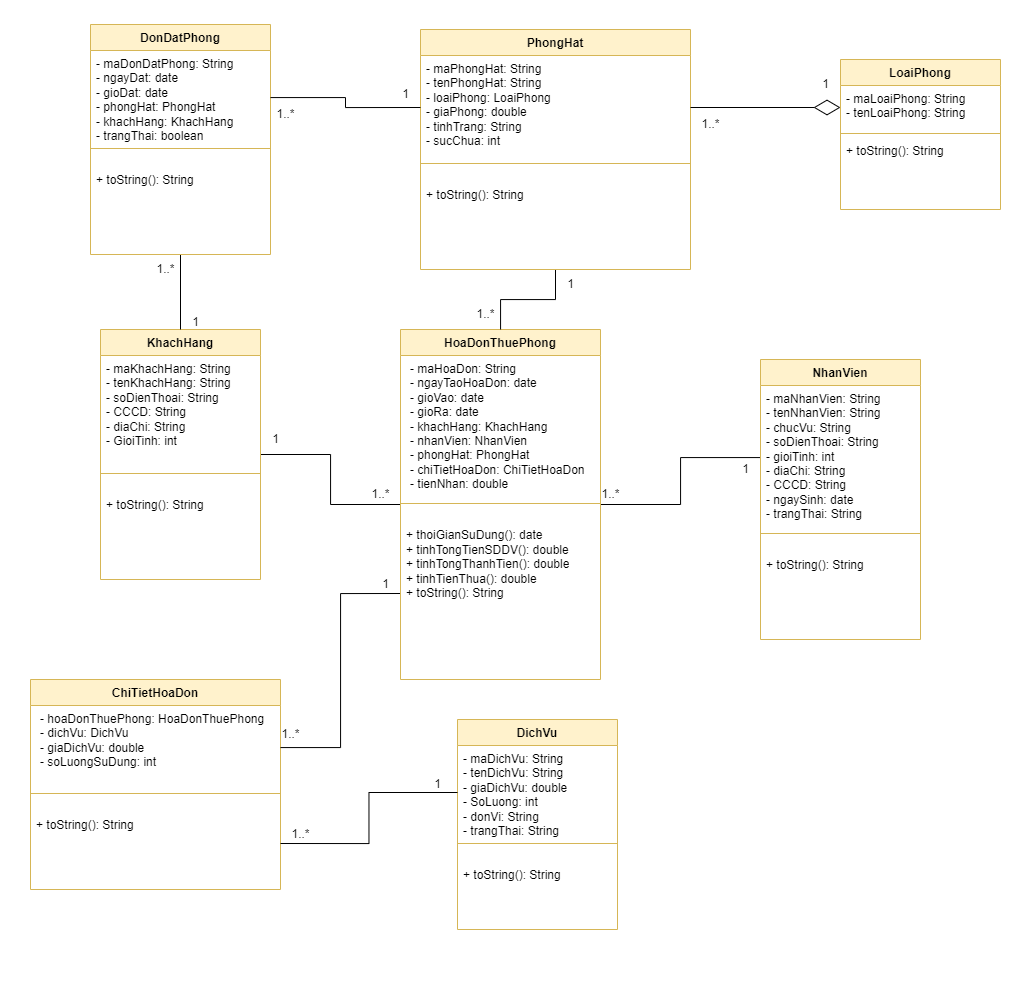 DonDatPhong
- maDonDatPhong: String
- ngayDat: date
- gioDat: date
- phongHat: PhongHat
- khachHang: KhachHang
- trangThai: boolean
+ toString(): String
1..*
1
PhongHat
- maPhongHat: String
- tenPhongHat: String
- loaiPhong: LoaiPhong
- giaPhong: double
- tinhTrang: String
- sucChua: int
+ toString(): String
1..*
1
LoaiPhong
- maLoaiPhong: String
- tenLoaiPhong: String
+ toString(): String
1..*
1
1
1..*
KhachHang
- maKhachHang: String
- tenKhachHang: String
- soDienThoai: String
- CCCD: String
- diaChi: String
- GioiTinh: int
+ toString(): String
1
1..*
HoaDonThuePhong
- maHoaDon: String
- ngayTaoHoaDon: date
- gioVao: date
- gioRa: date
- khachHang: KhachHang
- nhanVien: NhanVien
- phongHat: PhongHat
- chiTietHoaDon: ChiTietHoaDon
- tienNhan: double
+ thoiGianSuDung(): date
+ tinhTongTienSDDV(): double
+ tinhTongThanhTien(): double
+ tinhTienThua(): double
+ toString(): String
1..*
1
NhanVien
- maNhanVien: String
- tenNhanVien: String
- chucVu: String
- soDienThoai: String
- gioiTinh: int
- diaChi: String
- CCCD: String
- ngaySinh: date
- trangThai: String
+ toString(): String
1
1..*
ChiTietHoaDon
- hoaDonThuePhong: HoaDonThuePhong
- dichVu: DichVu
- giaDichVu: double
- soLuongSuDung: int
+ toString(): String
1..*
1
DichVu
- maDichVu: String
- tenDichVu: String
- giaDichVu: double
- SoLuong: int
- donVi: String
- trangThai: String
+ toString(): String